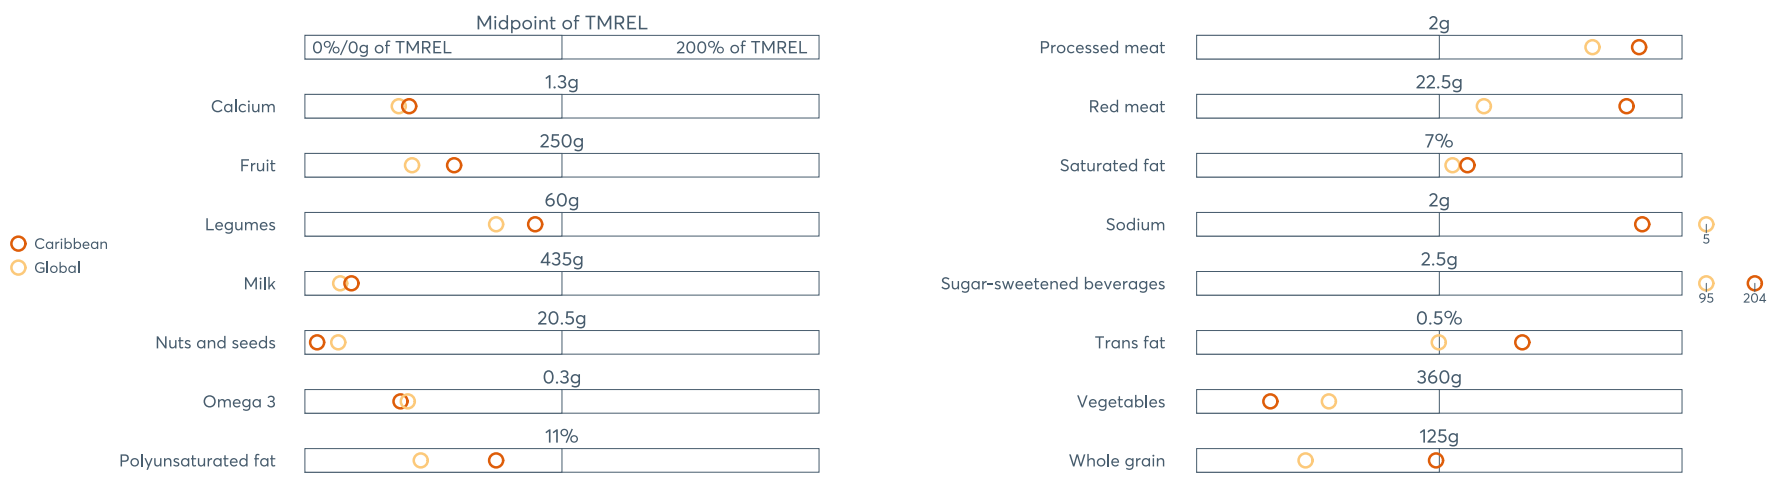 Midpoint of TMREL
0%/0g of TMREL
200% of TMREL
1.3g
Calcium
250g
Fruit
60g
Legumes
435g
Milk
20.5g
Nuts and seeds
0.3g
Omega 3
11%
Polyunsaturated fat
Caribbean
Global
2g
Processed meat
22.5g
Red meat
7%
Saturated fat
2g
Sodium
5
2.5g
Sugar-sweetened beverages
95
204
0.5%
Trans fat
360g
Vegetables
125g
Whole grain